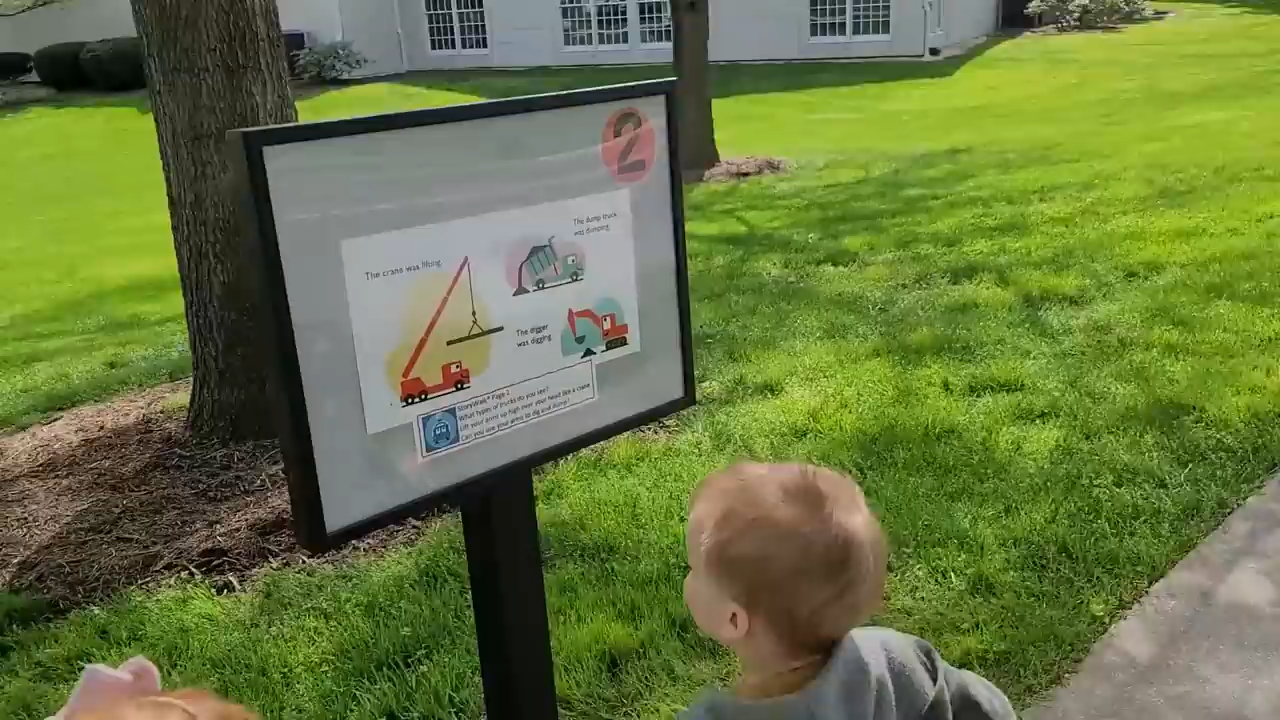 2
The crane was lifting.
The dump truck
was dumping.
The digger
was digging.
StoryWalk® Page 2
What types of trucks do you see?
Lift your arms up high over your head like a crane
Can you use your arms to dig and dump?